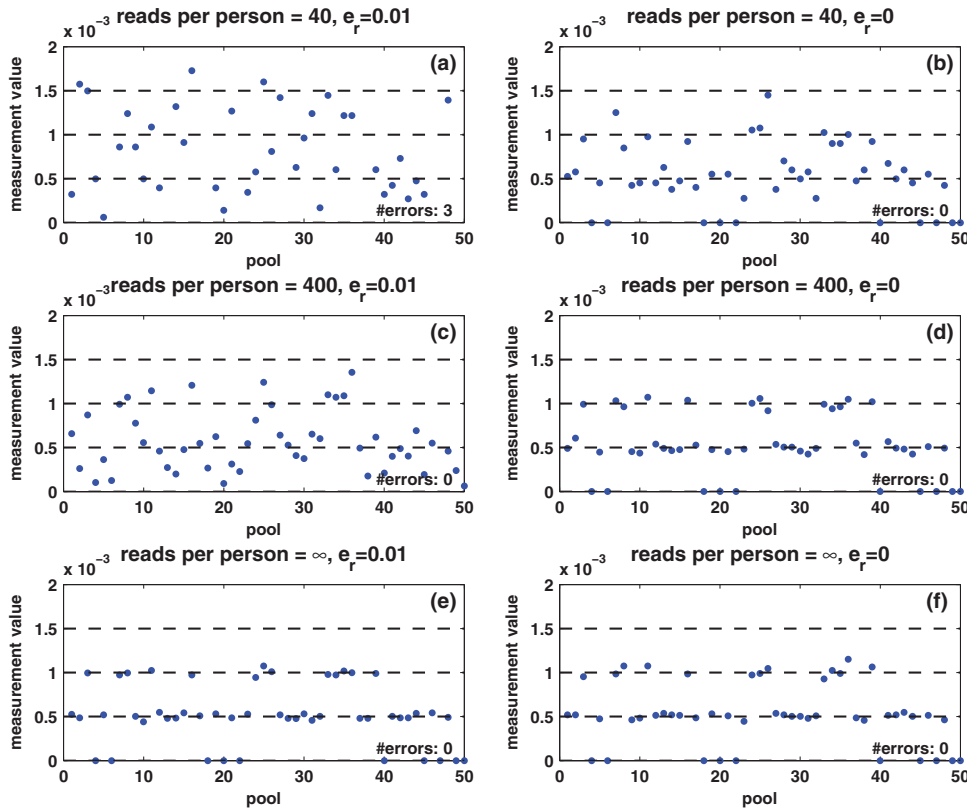 reads per person = 40, e_r=0.01
x 10^−3
2
1.5
1
0.5
0
measurement value
(a)
#errors: 3
0 10 20 30 40 50
pool
reads per person = 40, e_r=0
x 10^−3
2
1.5
1
0.5
0
measurement value
(b)
#errors: 0
0 10 20 30 40 50
pool
reads per person = 400, e_r=0.01
x 10^−3
2
1.5
1
0.5
0
measurement value
(c)
#errors: 0
0 10 20 30 40 50
pool
reads per person = 400, e_r=0
x 10^−3
2
1.5
1
0.5
0
measurement value
(d)
#errors: 0
0 10 20 30 40 50
pool
reads per person = ∞, e_r=0.01
x 10^−3
2
1.5
1
0.5
0
measurement value
(e)
#errors: 0
0 10 20 30 40 50
pool
reads per person = ∞, e_r=0
x 10^−3
2
1.5
1
0.5
0
measurement value
(f)
#errors: 0
0 10 20 30 40 50
pool